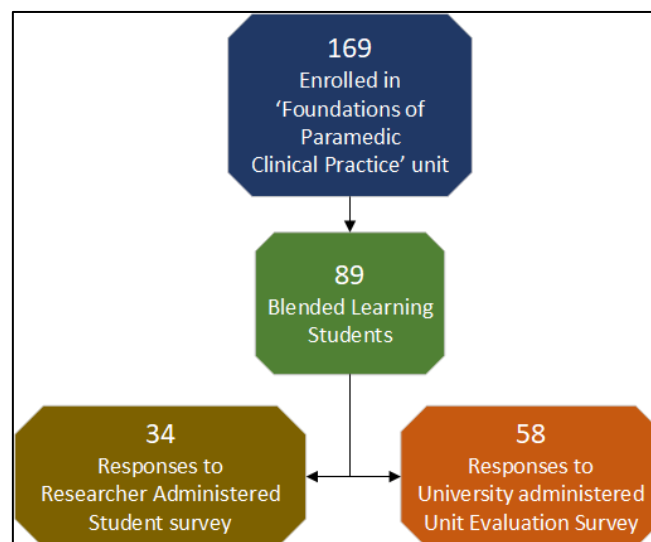 169
Enrolled in
‘Foundations of
Paramedic
Clinical Practice’ unit
89
Blended Learning
Students
34
Responses to
Researcher Administered
Student survey
58
Responses to
University administered
Unit Evaluation Survey